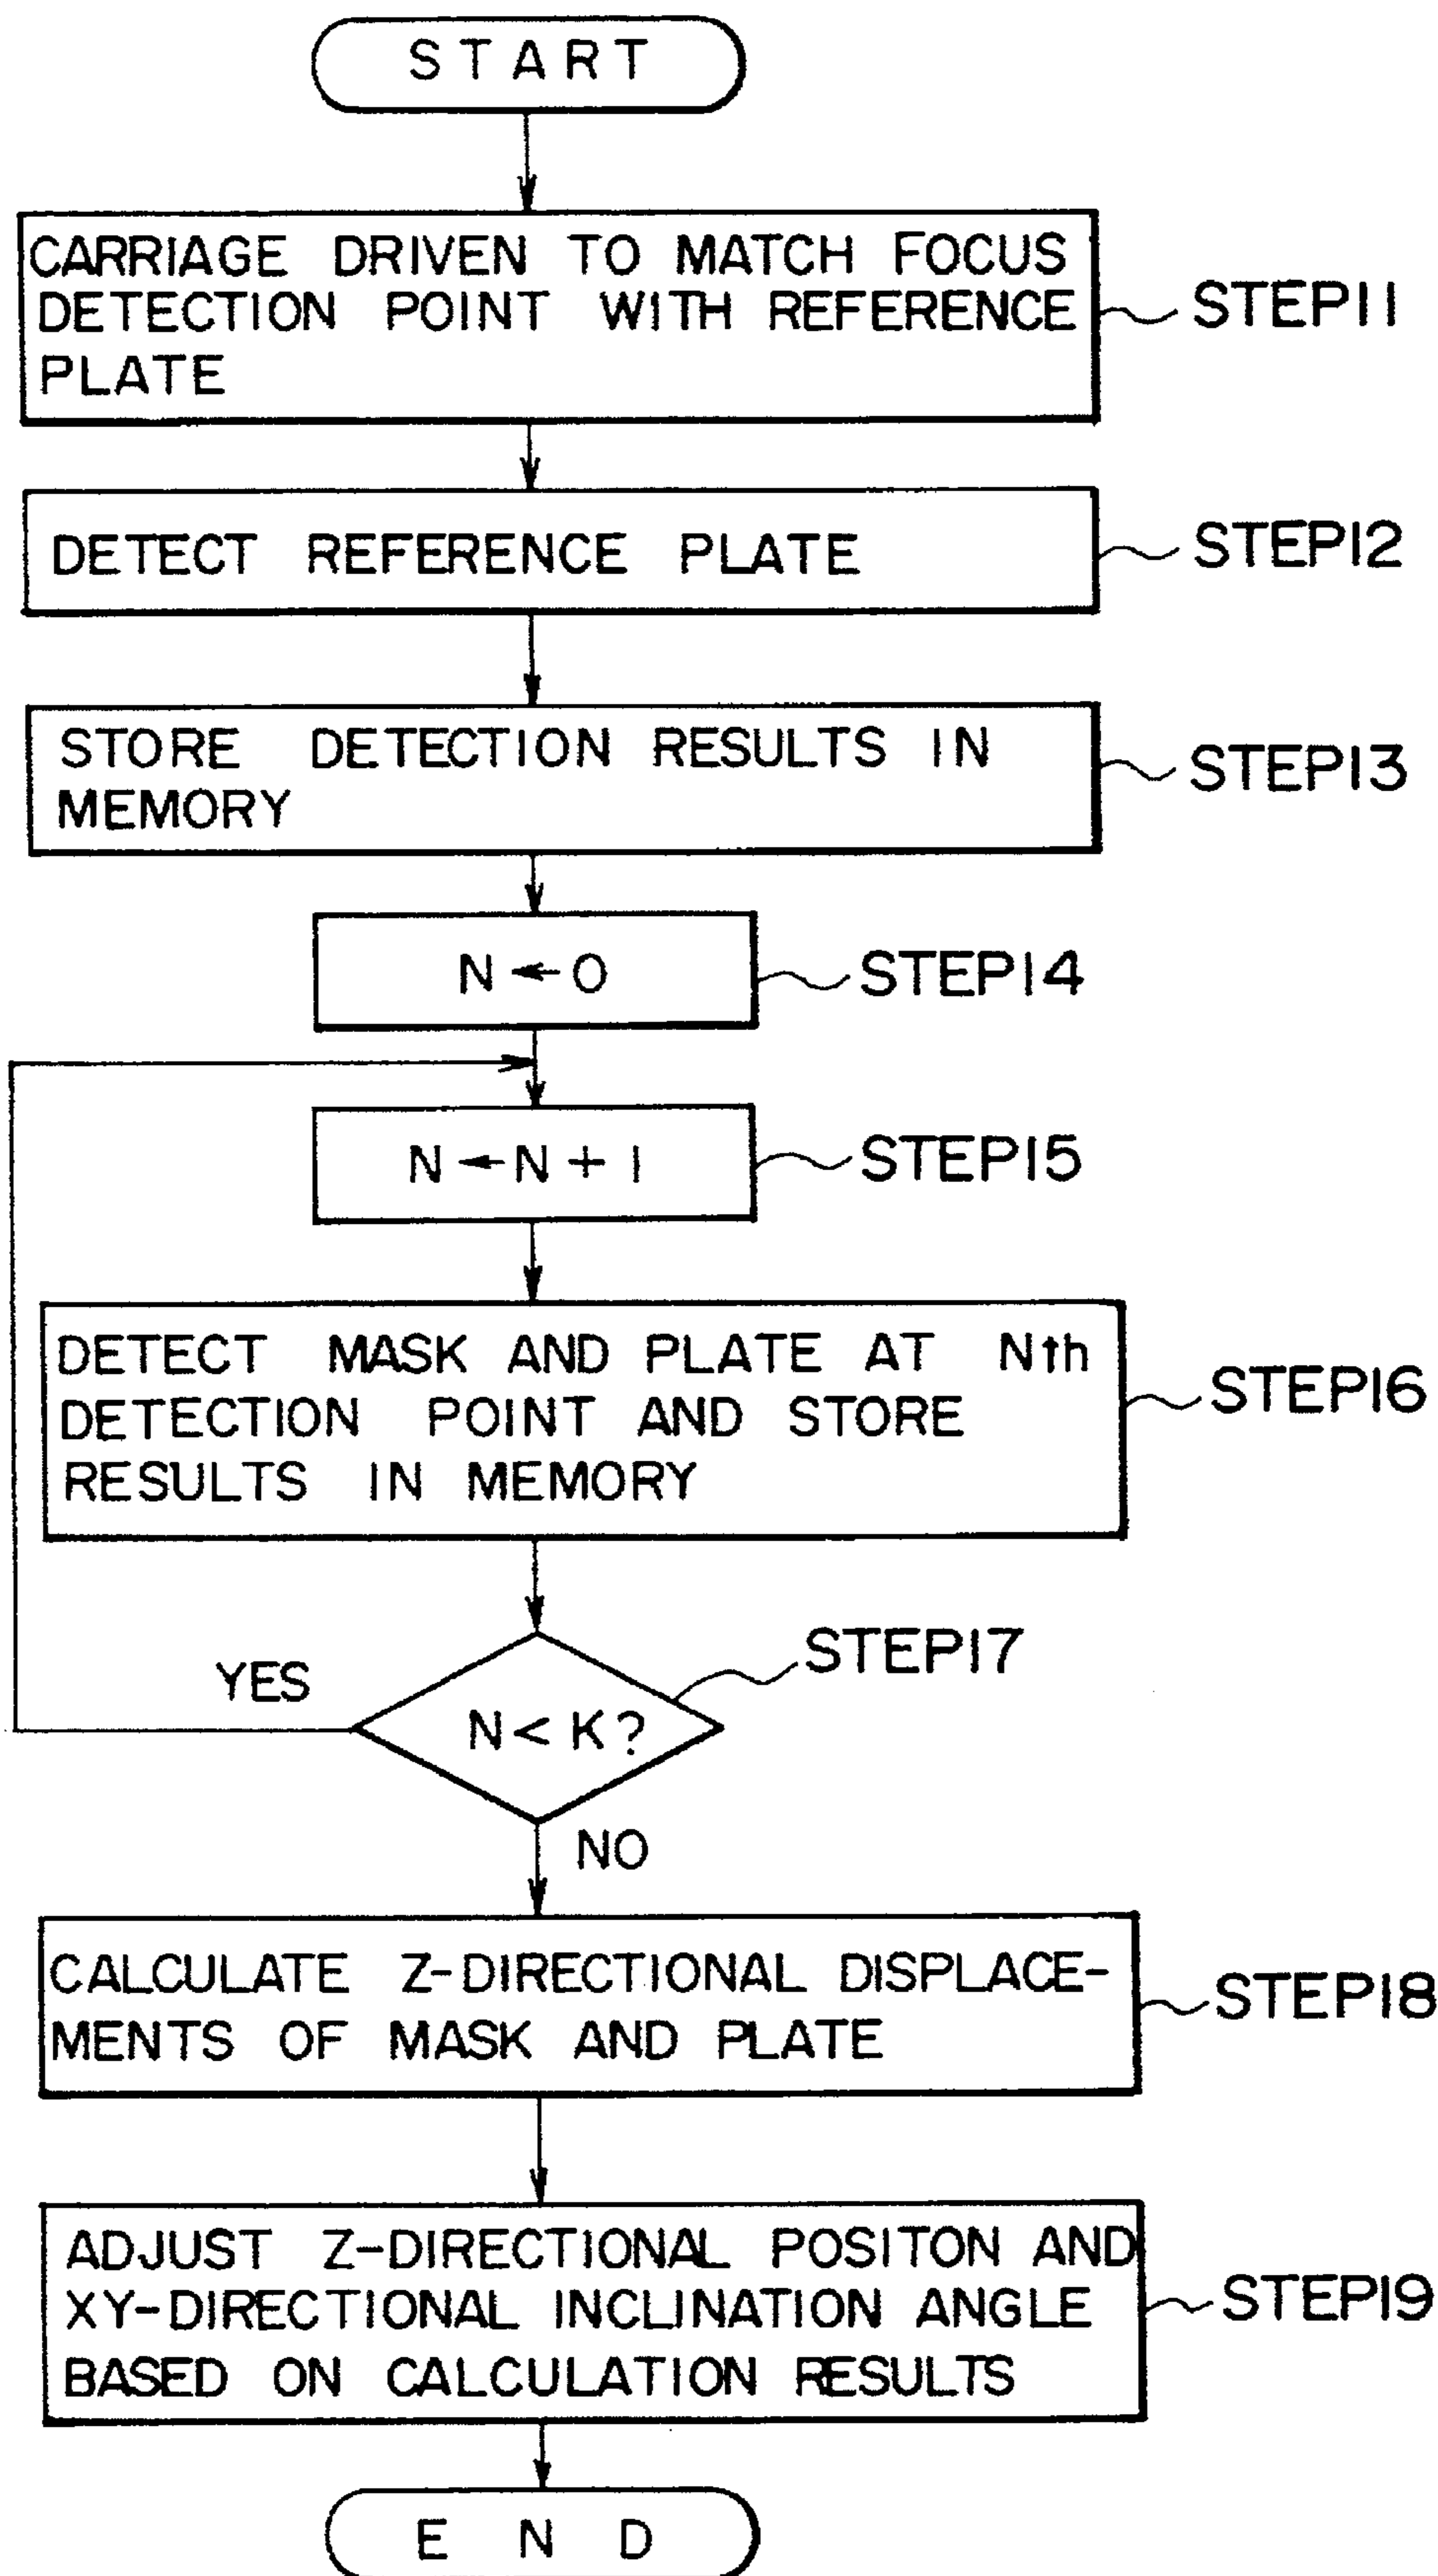 START
CARRIAGE DRIVEN TO MATCH FOCUS
DETECTION POINT WITH REFERENCE
PLATE
STEP11
DETECT REFERENCE PLATE
STEP12
STORE DETECTION RESULTS IN
MEMORY
STEP13
N←0
STEP14
N←N+1
STEP15
DETECT MASK AND PLATE AT Nth
DETECTION POINT AND STORE
RESULTS IN MEMORY
STEP16
STEP17
YES
N<K?
NO
CALCULATE Z-DIRECTIONAL DISPLACE-
MENTS OF MASK AND PLATE
STEP18
ADJUST Z-DIRECTIONAL POSITON AND
XY-DIRECTIONAL INCLINATION ANGLE
BASED ON CALCULATION RESULTS
STEP19
END